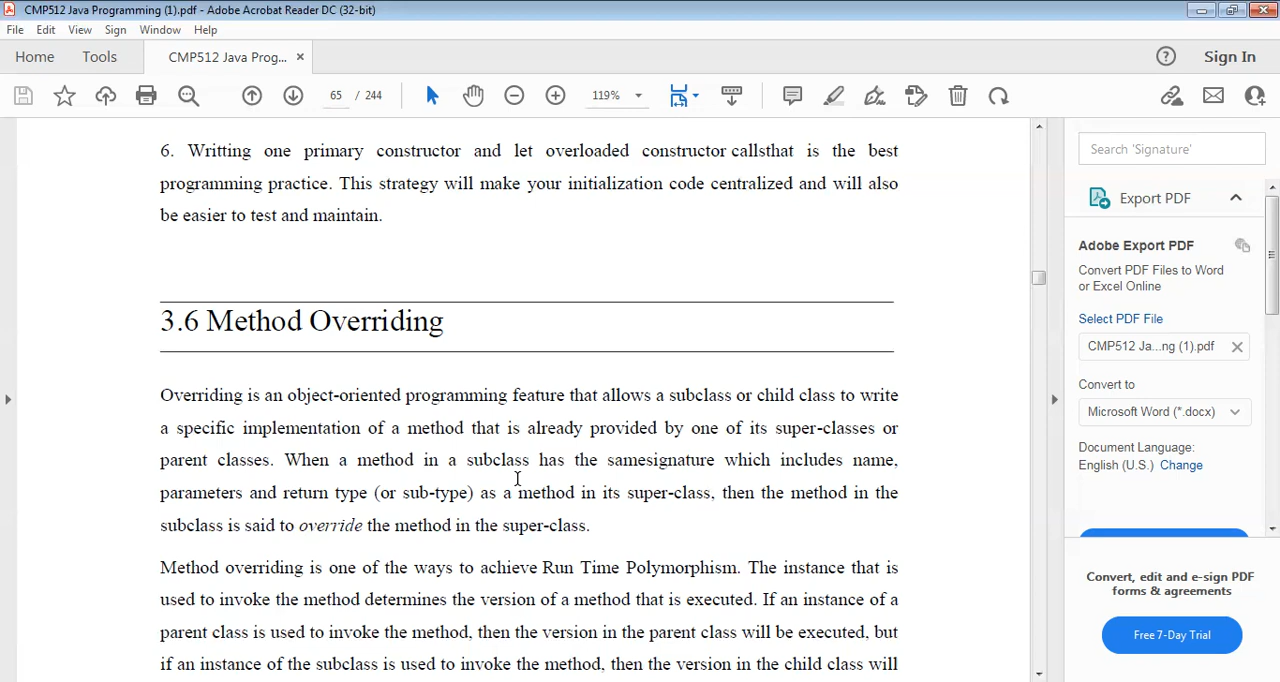 CMP512 Java Programming (1).pdf - Adobe Acrobat Reader DC (32-bit)
File Edit View Sign Window Help
Home Tools CMP512 Java Prog... × Sign In
65 / 244 119%
6. Writting one primary constructor and let overloaded constructor callsthat is the best
programming practice. This strategy will make your initialization code centralized and will also
be easier to test and maintain.
3.6 Method Overriding
Overriding is an object-oriented programming feature that allows a subclass or child class to write
a specific implementation of a method that is already provided by one of its super-classes or
parent classes. When a method in a subclass has the samesignature which includes name,
parameters and return type (or sub-type) as a method in its super-class, then the method in the
subclass is said to override the method in the super-class.
Method overriding is one of the ways to achieve Run Time Polymorphism. The instance that is
used to invoke the method determines the version of a method that is executed. If an instance of a
parent class is used to invoke the method, then the version in the parent class will be executed, but
if an instance of the subclass is used to invoke the method, then the version in the child class will
Search 'Signature'
Export PDF
Adobe Export PDF
Convert PDF Files to Word
or Excel Online
Select PDF File
CMP512 Ja...ng (1).pdf
Convert to
Microsoft Word (*.docx)
Document Language:
English (U.S.) Change
Convert, edit and e-sign PDF
forms & agreements
Free 7-Day Trial